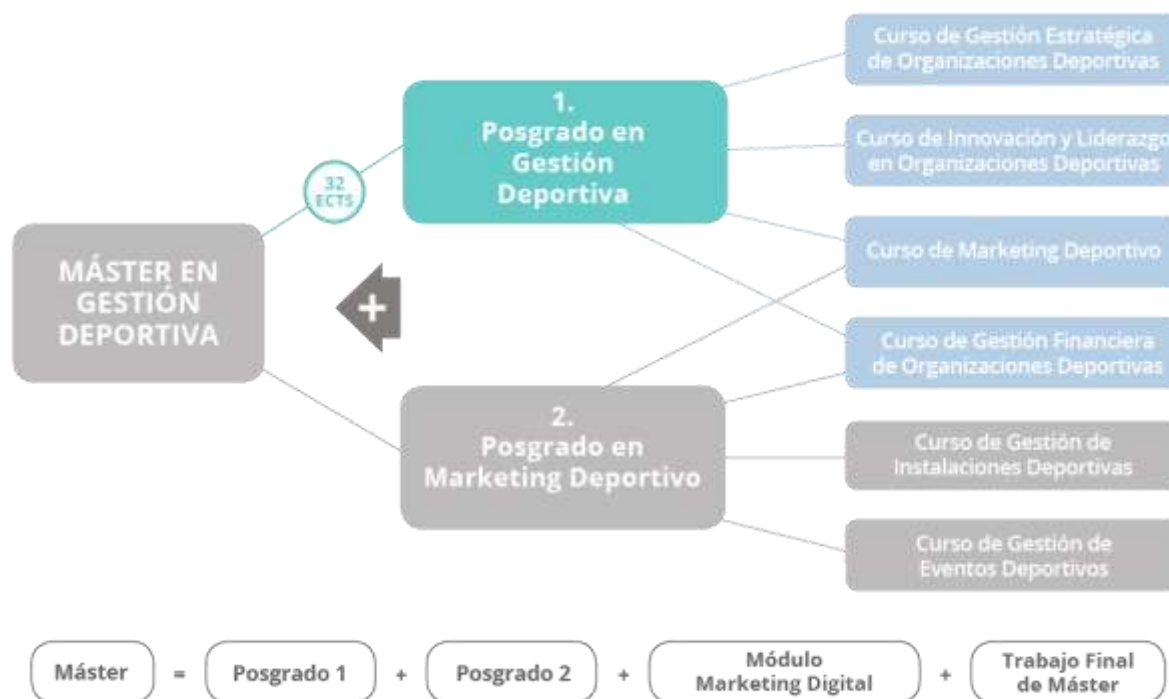 Curso de Gestión Estratégica
de Organizaciones Deportivas
1.
Posgrado en
Gestión
Deportiva
Curso de Innovación y Liderazgo
en Organizaciones Deportivas
32
ECTS
MÁSTER EN
GESTIÓN
DEPORTIVA
+
Curso de Marketing Deportivo
Curso de Gestión Financiera
de Organizaciones Deportivas
2.
Posgrado en
Marketing Deportivo
Curso de Gestión de
Instalaciones Deportivas
Curso de Gestión de
Eventos Deportivos
Máster = Posgrado 1 + Posgrado 2 + Módulo
Marketing Digital + Trabajo Final
de Máster